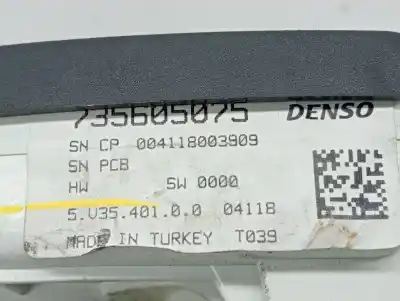 735605075 DENSO
SN CP 004118003909
SN PCB
HW SW 0000
5.V35.401.0.0 04118
MADE IN TURKEY T039